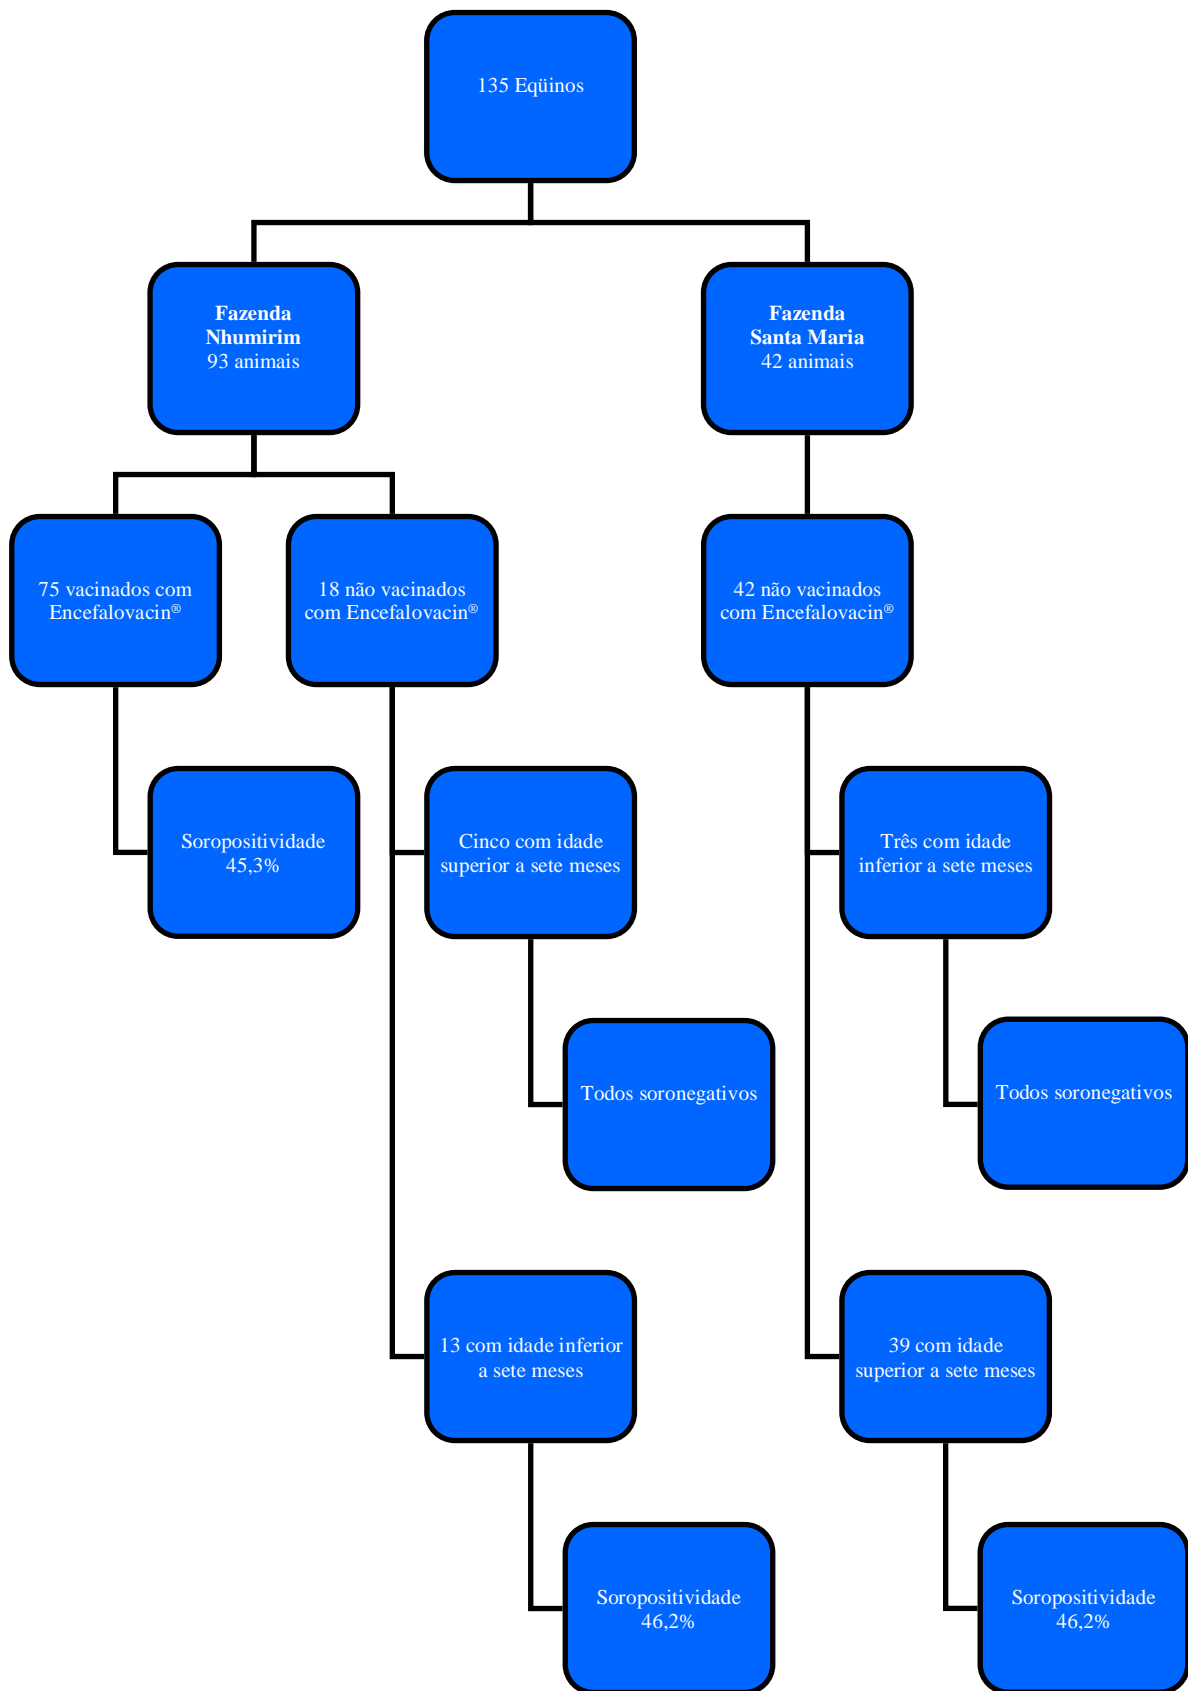 135 Eqüinos
Fazenda
Nhumirim
93 animais
Fazenda
Santa Maria
42 animais
75 vacinados com
Encefalovacin®
18 não vacinados
com Encefalovacin®
42 não vacinados
com Encefalovacin®
Soropositividade
45,3%
Cinco com idade
superior a sete meses
Três com idade
inferior a sete meses
Todos soronegativos
Todos soronegativos
13 com idade inferior
a sete meses
39 com idade
superior a sete meses
Soropositividade
46,2%
Soropositividade
46,2%